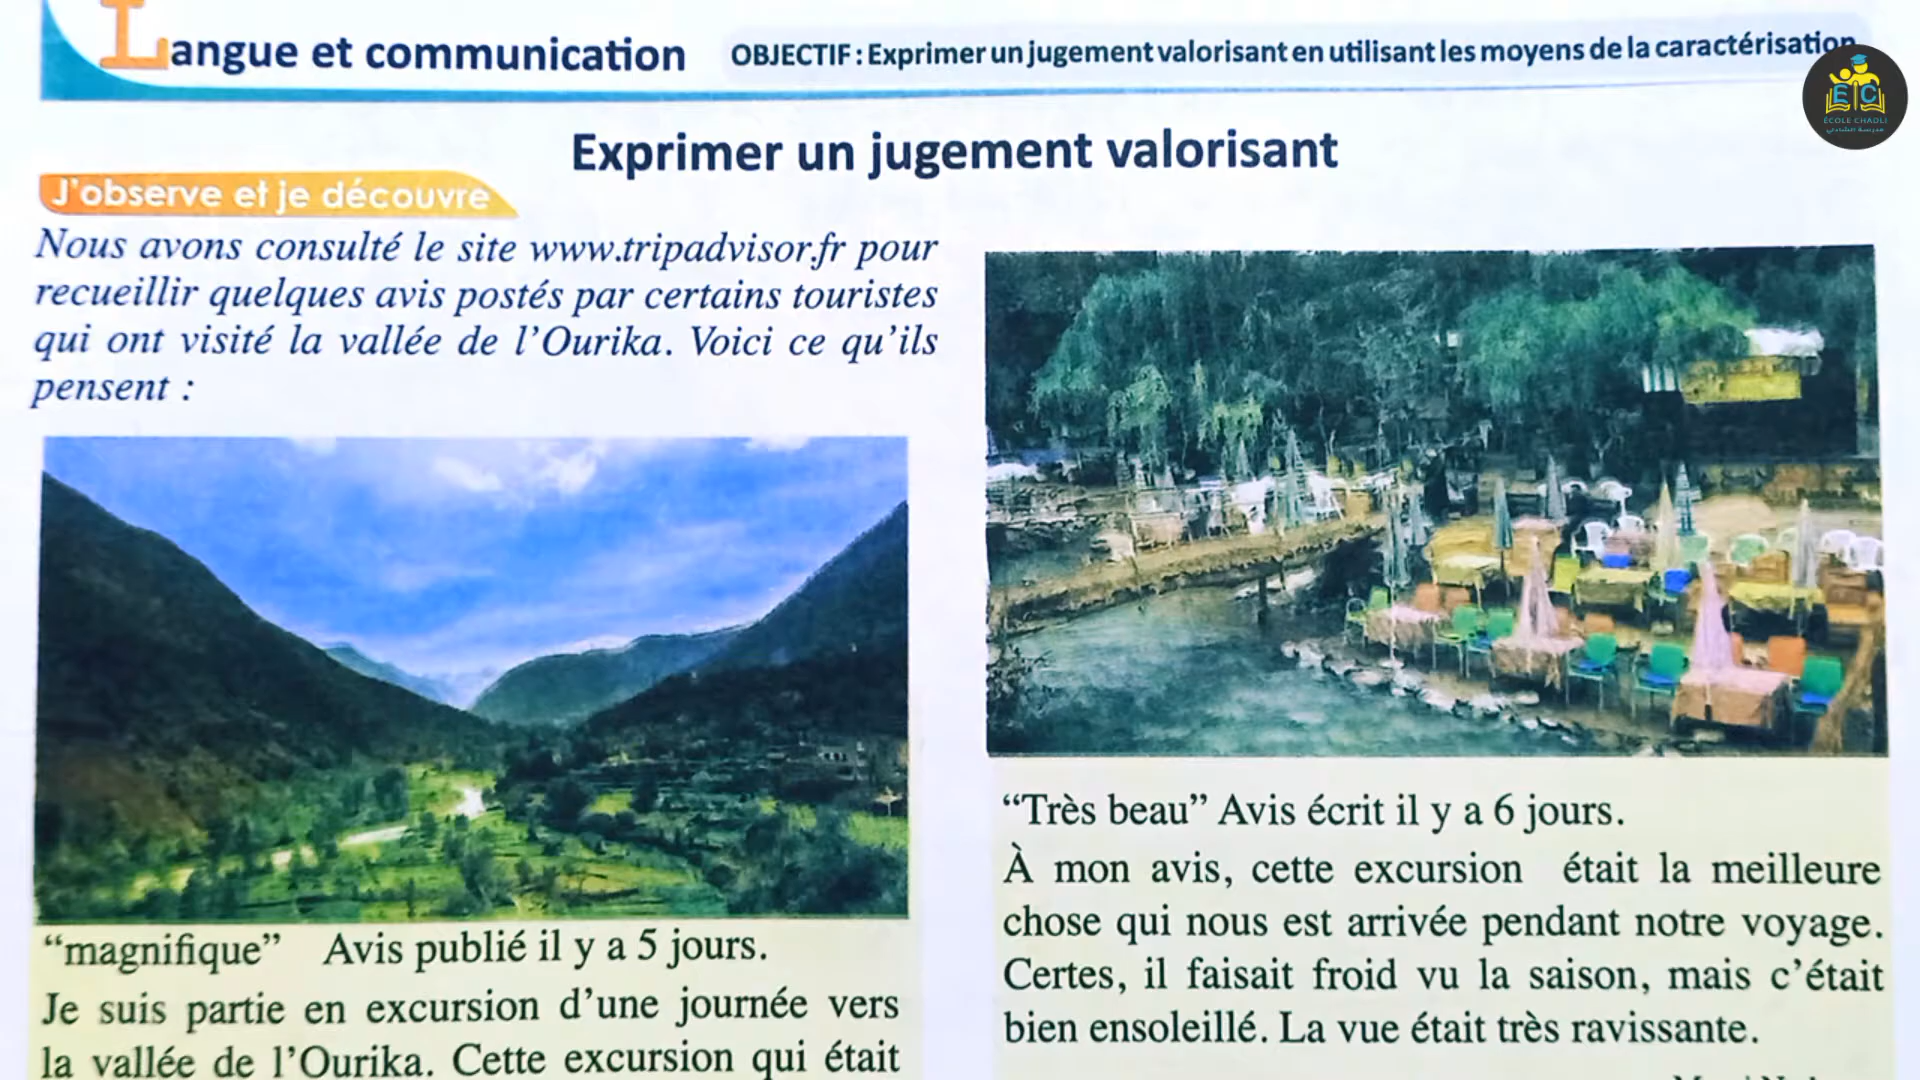 Langue et communication
OBJECTIF : Exprimer un jugement valorisant en utilisant les moyens de la caractérisation
ÉCOLE CHADLI
مدرسة الشادلي
Exprimer un jugement valorisant
J'observe et je découvre
Nous avons consulté le site www.tripadvisor.fr pour
recueillir quelques avis postés par certains touristes
qui ont visité la vallée de l'Ourika. Voici ce qu'ils
pensent :
“magnifique” Avis publié il y a 5 jours.
Je suis partie en excursion d'une journée vers
la vallée de l'Ourika. Cette excursion qui était
“Très beau” Avis écrit il y a 6 jours.
À mon avis, cette excursion était la meilleure
chose qui nous est arrivée pendant notre voyage.
Certes, il faisait froid vu la saison, mais c'était
bien ensoleillé. La vue était très ravissante.